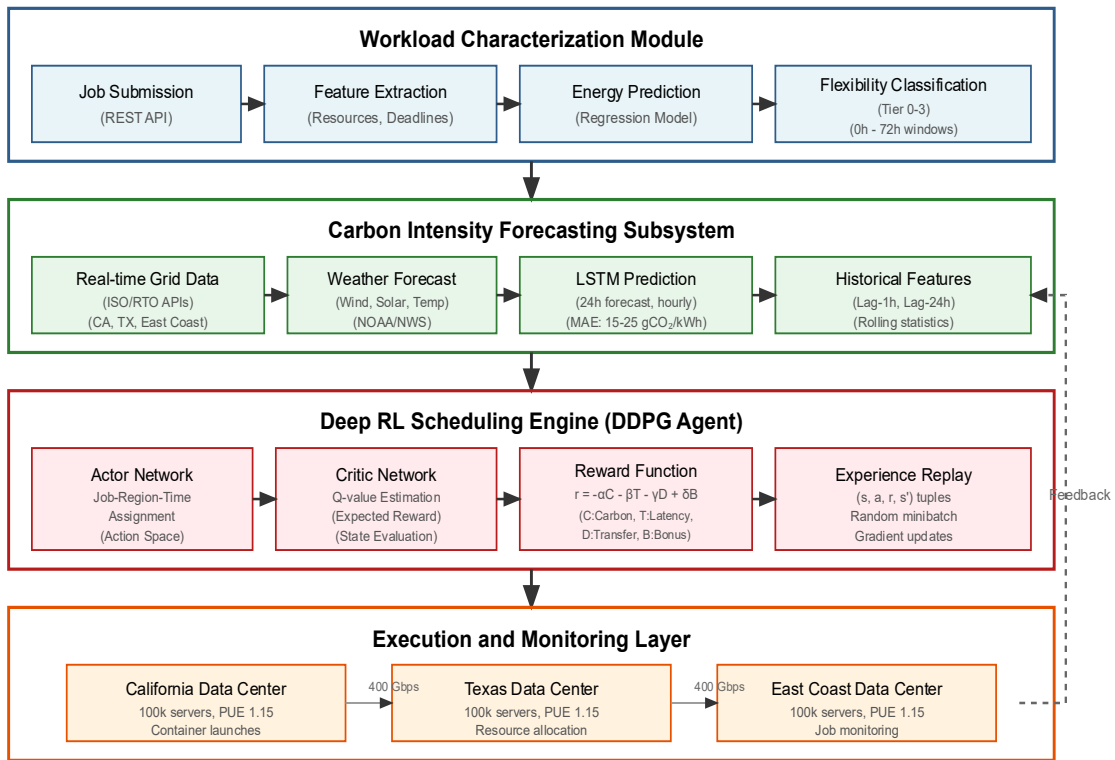 Workload Characterization Module
Job Submission
(REST API)
Feature Extraction
(Resources, Deadlines)
Energy Prediction
(Regression Model)
Flexibility Classification
(Tier 0-3)
(0h - 72h windows)
Carbon Intensity Forecasting Subsystem
Real-time Grid Data
(ISO/RTO APIs)
(CA, TX, East Coast)
Weather Forecast
(Wind, Solar, Temp)
(NOAA/NWS)
LSTM Prediction
(24h forecast, hourly)
(MAE: 15-25 gCO₂/kWh)
Historical Features
(Lag-1h, Lag-24h)
(Rolling statistics)
Deep RL Scheduling Engine (DDPG Agent)
Actor Network
Job-Region-Time
Assignment
(Action Space)
Critic Network
Q-value Estimation
(Expected Reward)
(State Evaluation)
Reward Function
r = -αC - βT - γD + δB
(C:Carbon, T:Latency,
D:Transfer, B:Bonus)
Experience Replay
(s, a, r, s') tuples
Random minibatch
Gradient updates
Feedback
Execution and Monitoring Layer
California Data Center
100k servers, PUE 1.15
Container launches
400 Gbps
Texas Data Center
100k servers, PUE 1.15
Resource allocation
400 Gbps
East Coast Data Center
100k servers, PUE 1.15
Job monitoring